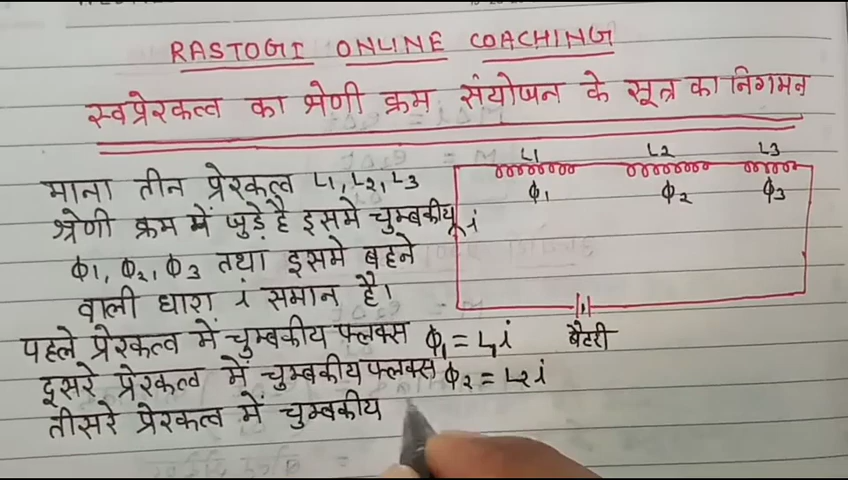 RASTOGI ONLINE COACHING
स्वप्रेरकत्व का श्रेणी क्रम संयोजन के सूत्र का निगमन
माना तीन प्रेरकत्व L1, L2, L3
श्रेणी क्रम में जुड़े है इसमे चुम्बकीय
ϕ1, ϕ2, ϕ3 तथा इसमे बहने
वाली धारा i समान है।
L1 L2 L3
ϕ1 ϕ2 ϕ3
i
बैटरी
पहले प्रेरकत्व में चुम्बकीय फ्लक्स ϕ1 = L1i
दूसरे प्रेरकत्व में चुम्बकीय फ्लक्स ϕ2 = L2i
तीसरे प्रेरकत्व में चुम्बकीय